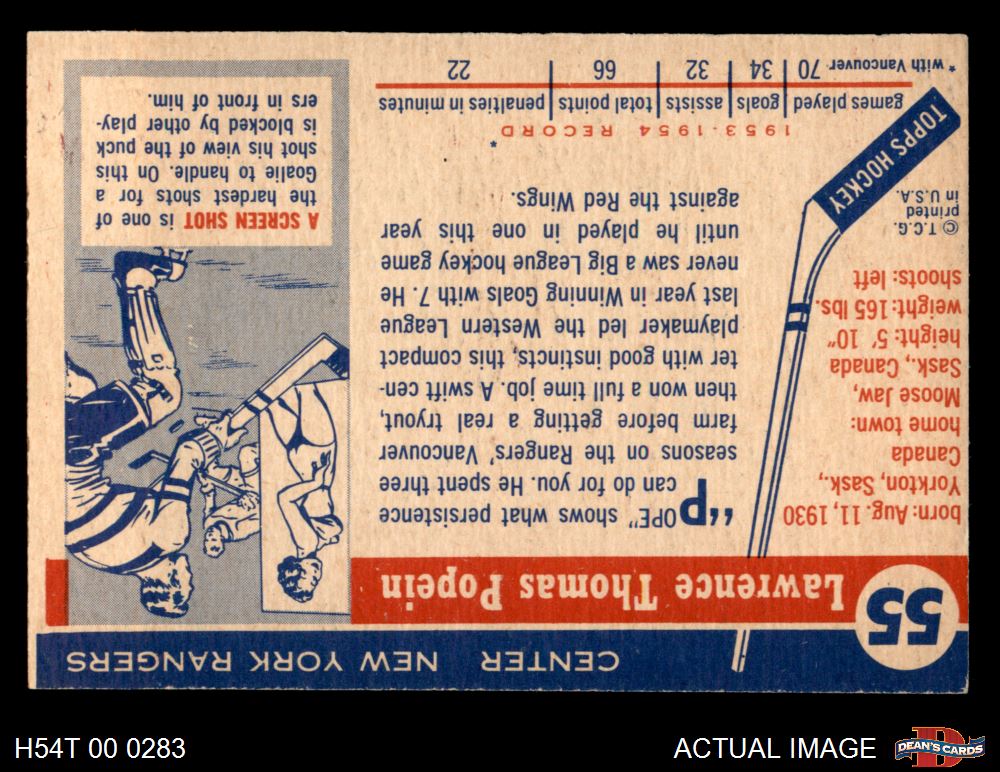 CENTER NEW YORK RANGERS
55
Lawrence Thomas Popein
born: Aug. 11, 1930
Yorkton, Sask.,
Canada
home town:
Moose Jaw,
Sask., Canada
height: 5' 10"
weight: 165 lbs.
shoots: left
© T.C.G.
printed
in U.S.A.
TOPPS HOCKEY
"POPE" shows what persistence
can do for you. He spent three
seasons on the Rangers' Vancouver
farm before getting a real tryout,
then won a full time job. A swift cen-
ter with good instincts, this compact
playmaker led the Western League
last year in Winning Goals with 7. He
never saw a Big League hockey game
until he played in one this year
against the Red Wings.
*
1953-1954 RECORD
games played goals assists total points penalties in minutes
* with Vancouver 70 34 32 66 22
A SCREEN SHOT is one of
the hardest shots for a
Goalie to handle. On this
shot his view of the puck
is blocked by other play-
ers in front of him.
H54T 00 0283
ACTUAL IMAGE
DEAN'S CARDS